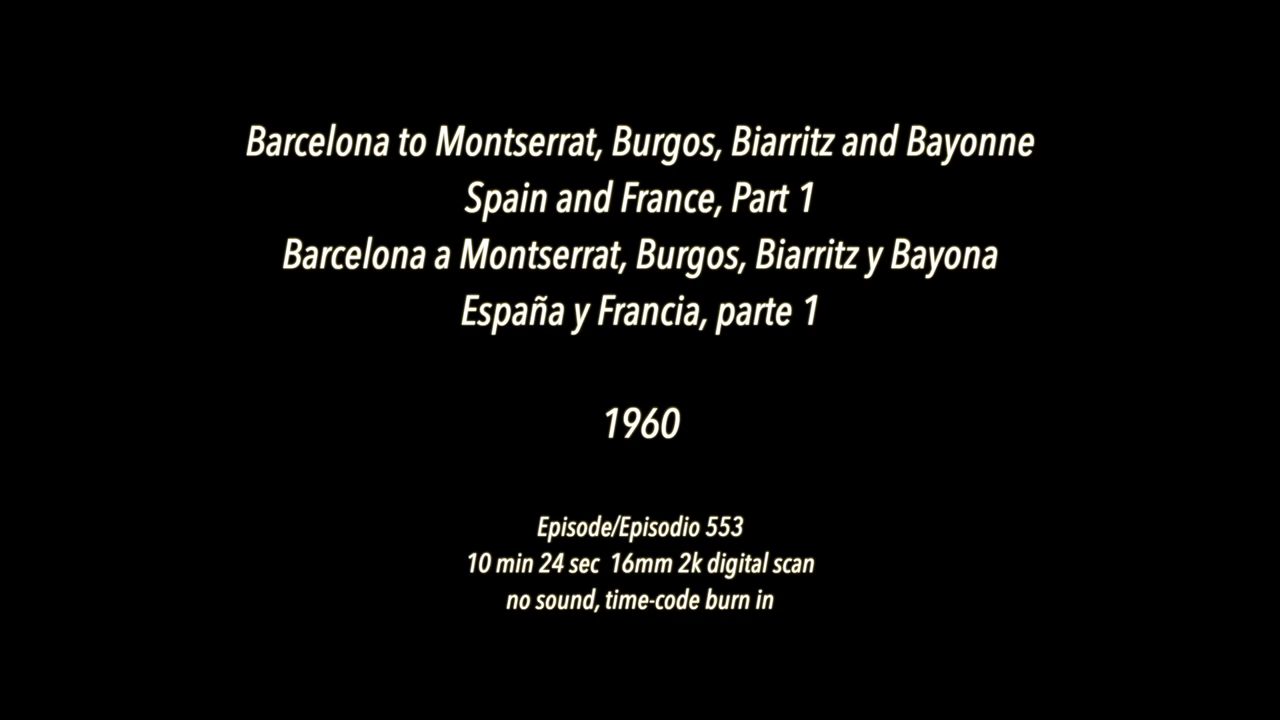 Barcelona to Montserrat, Burgos, Biarritz and Bayonne
Spain and France, Part 1
Barcelona a Montserrat, Burgos, Biarritz y Bayona
España y Francia, parte 1
1960
Episode/Episodio 553
10 min 24 sec  16mm 2k digital scan
no sound, time-code burn in